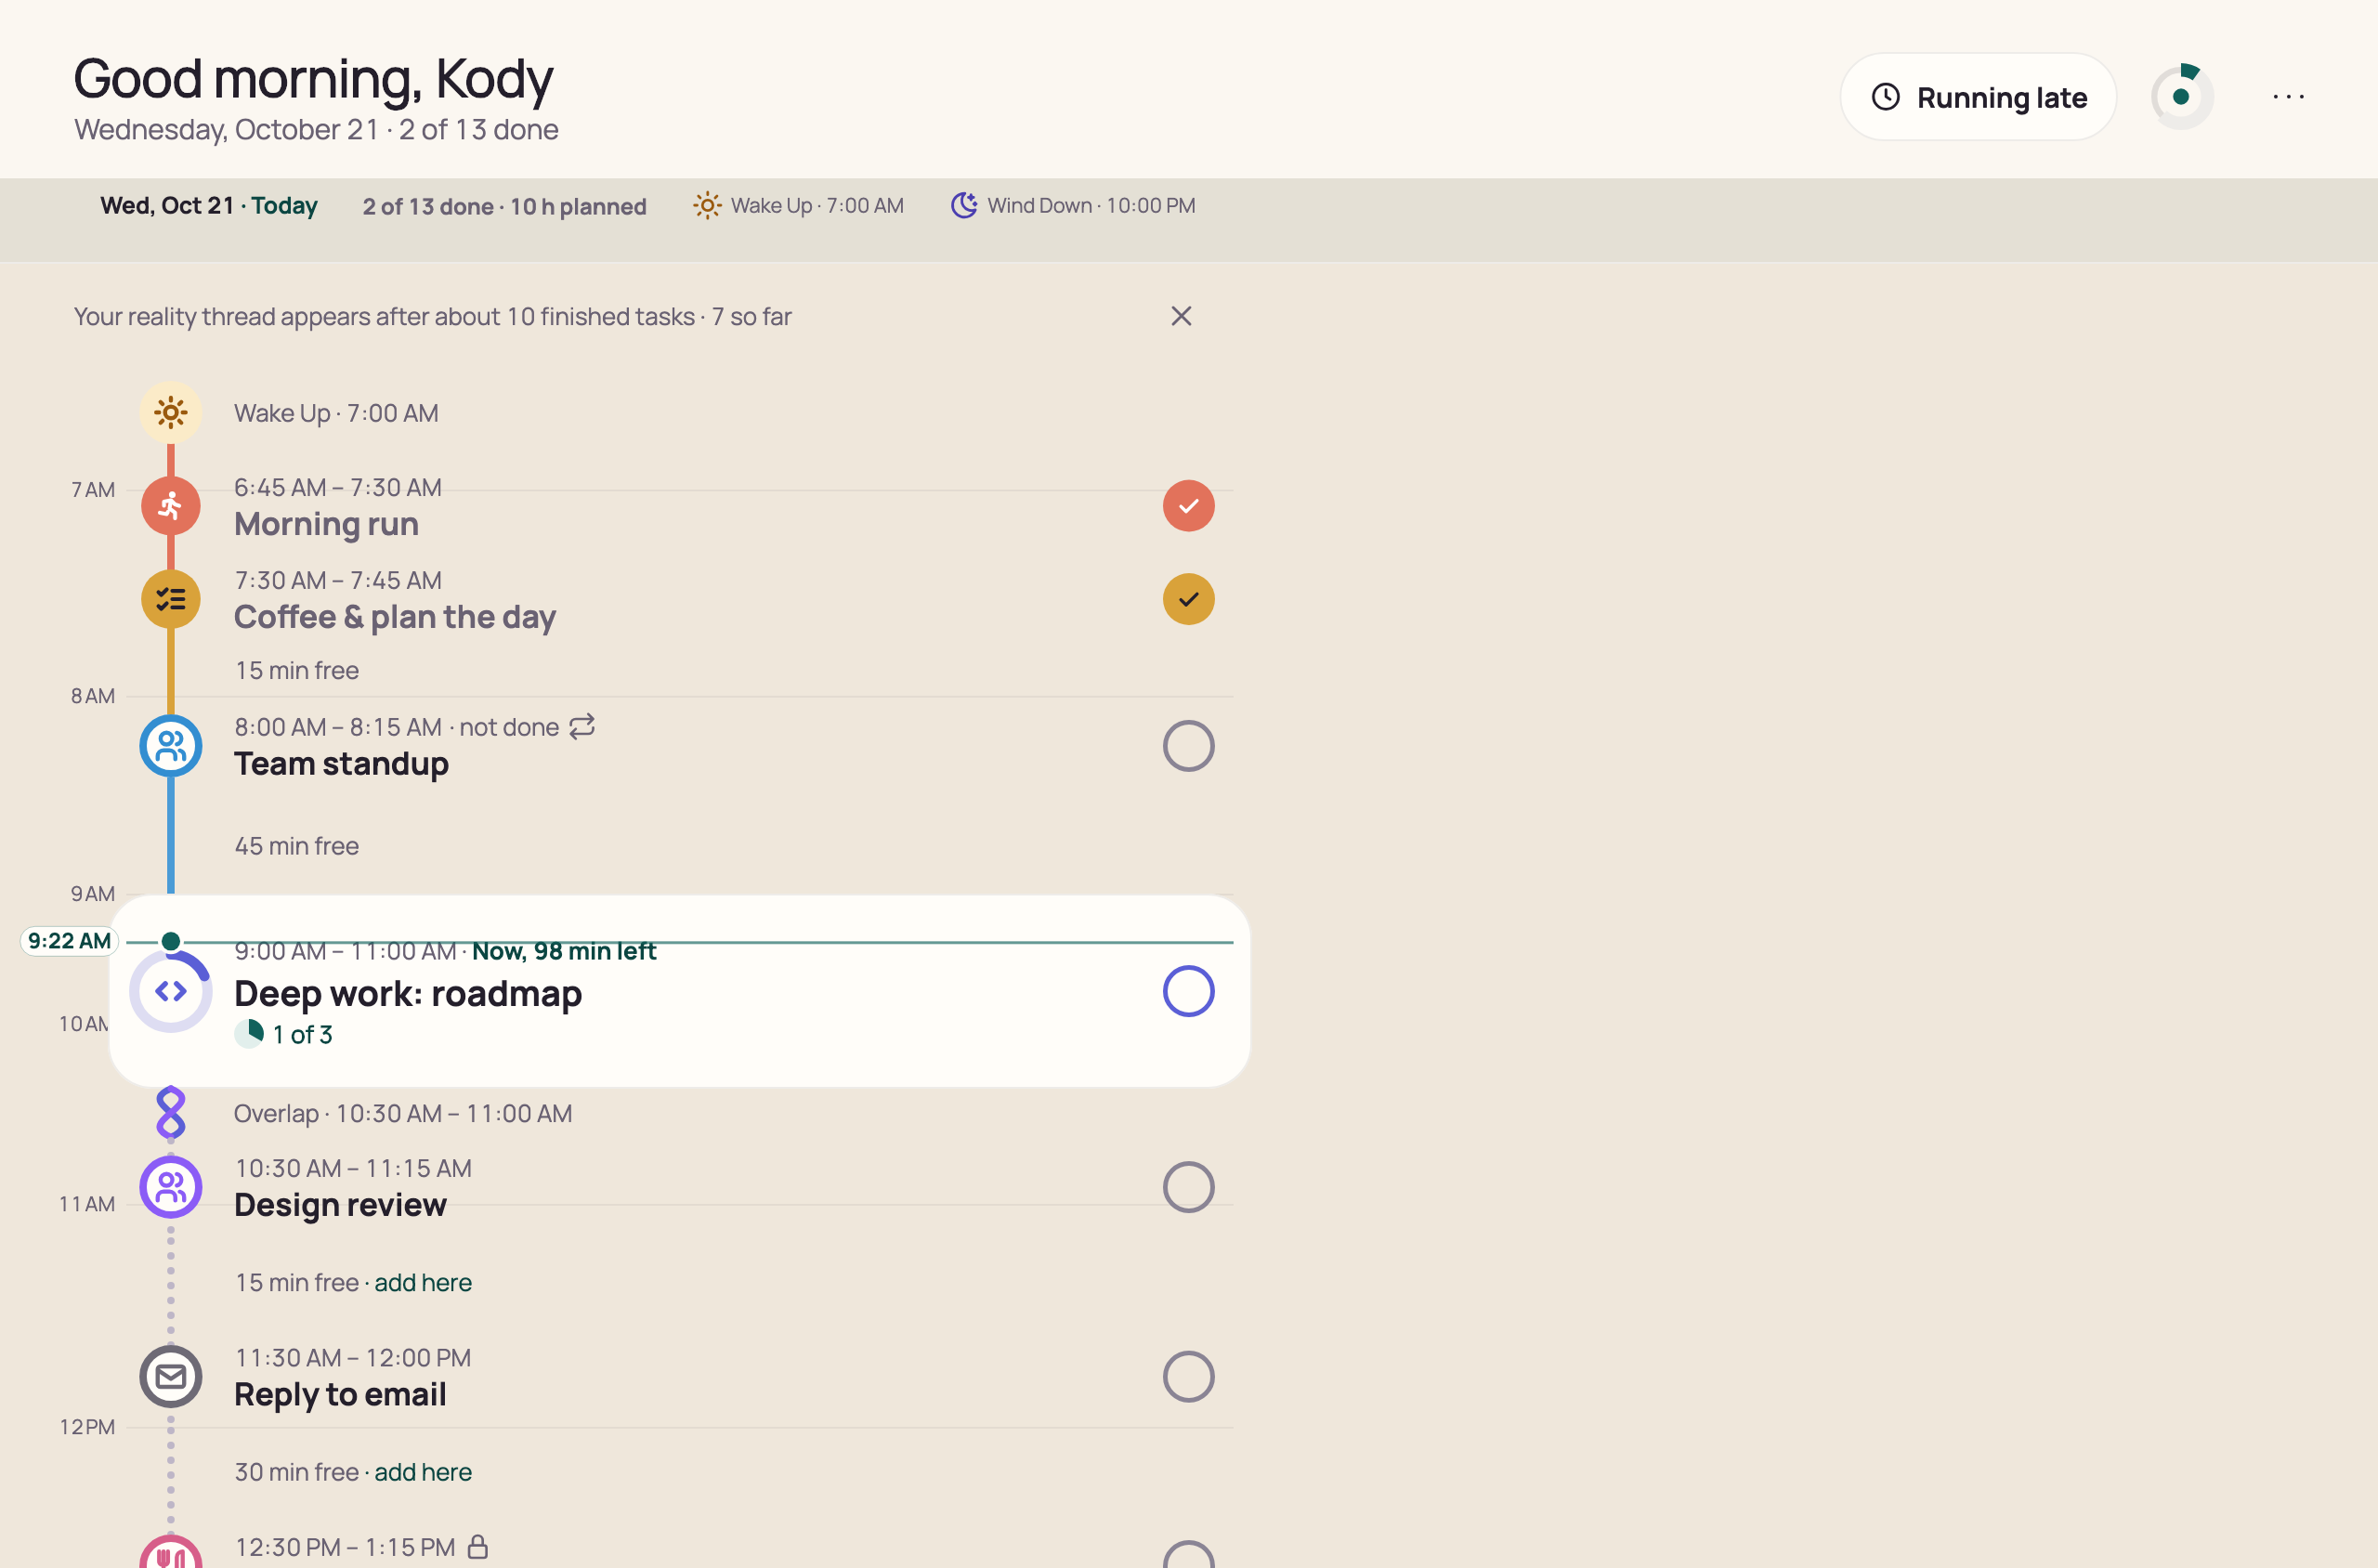 Good morning, Kody
Wednesday, October 21 · 2 of 13 done
Running late
Wed, Oct 21 · Today
2 of 13 done · 10 h planned
Wake Up · 7:00 AM
Wind Down · 10:00 PM
Your reality thread appears after about 10 finished tasks · 7 so far
Wake Up · 7:00 AM
7 AM
6:45 AM – 7:30 AM
Morning run
7:30 AM – 7:45 AM
Coffee & plan the day
15 min free
8 AM
8:00 AM – 8:15 AM · not done
Team standup
45 min free
9 AM
9:22 AM
9:00 AM – 11:00 AM · Now, 98 min left
Deep work: roadmap
10 AM
1 of 3
Overlap · 10:30 AM – 11:00 AM
10:30 AM – 11:15 AM
11 AM
Design review
15 min free · add here
11:30 AM – 12:00 PM
Reply to email
12 PM
30 min free · add here
12:30 PM – 1:15 PM